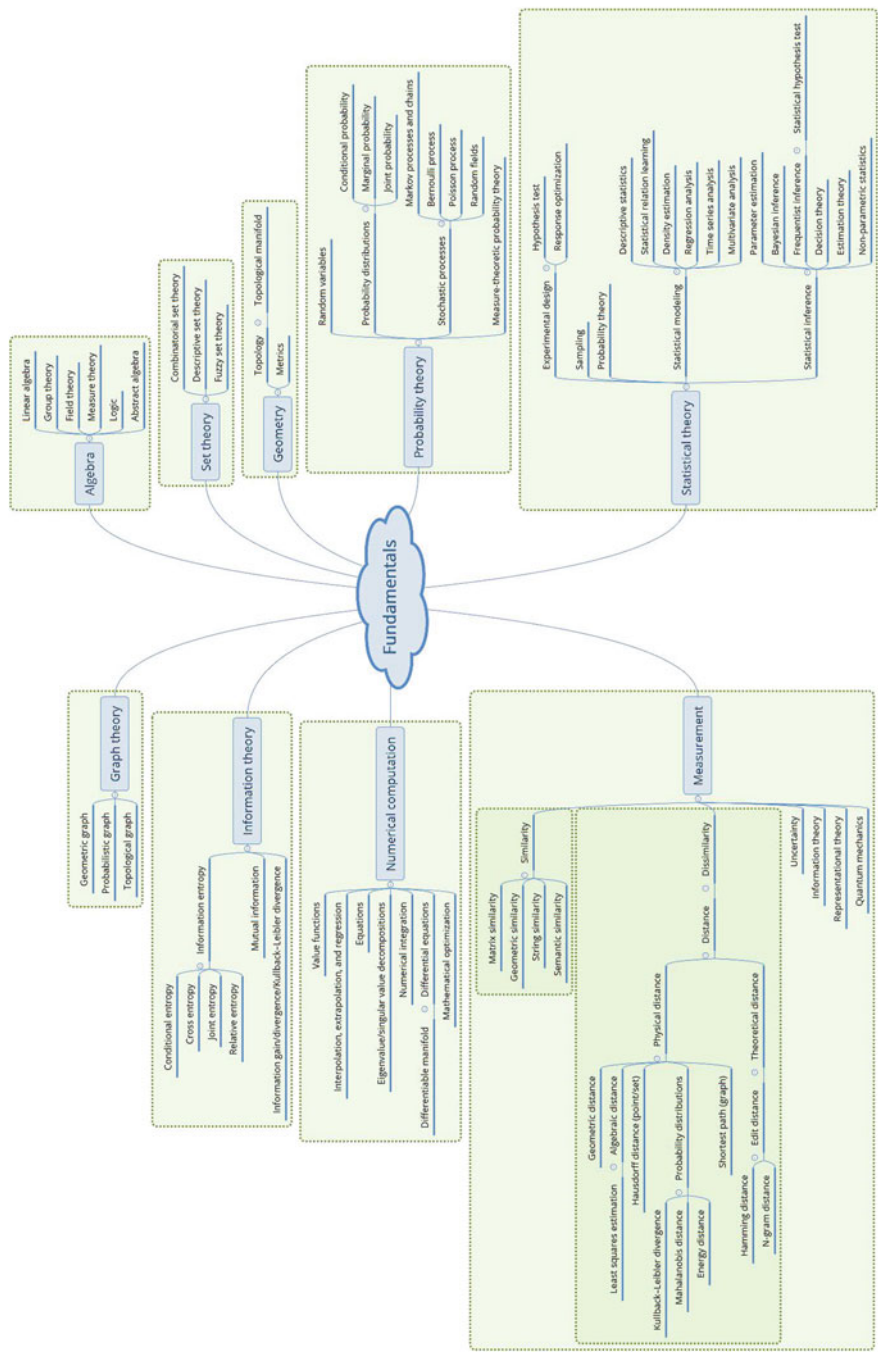 Fundamentals
Graph theory
Geometric graph
Probabilistic graph
Topological graph
Information theory
Information entropy
Conditional entropy
Cross entropy
Joint entropy
Relative entropy
Mutual information
Information gain/divergence/Kullback–Leibler divergence
Numerical computation
Value functions
Interpolation, extrapolation, and regression
Equations
Eigenvalue/singular value decompositions
Numerical integration
Differential equations
Differentiable manifold
Mathematical optimization
Measurement
Similarity
Matrix similarity
Geometric similarity
String similarity
Semantic similarity
Dissimilarity
Distance
Physical distance
Geometric distance
Algebraic distance
Least squares estimation
Hausdorff distance (point/set)
Probability distributions
Kullback–Leibler divergence
Mahalanobis distance
Energy distance
Shortest path (graph)
Theoretical distance
Edit distance
Hamming distance
N-gram distance
Uncertainty
Information theory
Representational theory
Quantum mechanics
Algebra
Linear algebra
Group theory
Field theory
Measure theory
Logic
Abstract algebra
Set theory
Combinatorial set theory
Descriptive set theory
Fuzzy set theory
Geometry
Topology
Topological manifold
Metrics
Probability theory
Random variables
Probability distributions
Conditional probability
Marginal probability
Joint probability
Stochastic processes
Markov processes and chains
Bernoulli process
Poisson process
Random fields
Measure-theoretic probability theory
Statistical theory
Experimental design
Hypothesis test
Response optimization
Sampling
Probability theory
Statistical modeling
Descriptive statistics
Statistical relation learning
Density estimation
Regression analysis
Time series analysis
Multivariate analysis
Statistical inference
Parameter estimation
Bayesian inference
Frequentist inference
Statistical hypothesis test
Decision theory
Estimation theory
Non-parametric statistics